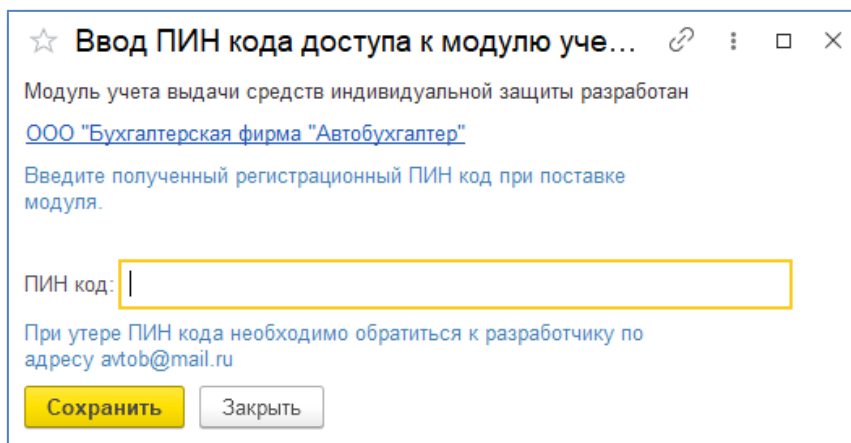 Ввод ПИН кода доступа к модулю уче...
Модуль учета выдачи средств индивидуальной защиты разработан
ООО "Бухгалтерская фирма "Автобухгалтер"
Введите полученный регистрационный ПИН код при поставке
модуля.
ПИН код:
При утере ПИН кода необходимо обратиться к разработчику по
адресу avtob@mail.ru
Сохранить Закрыть